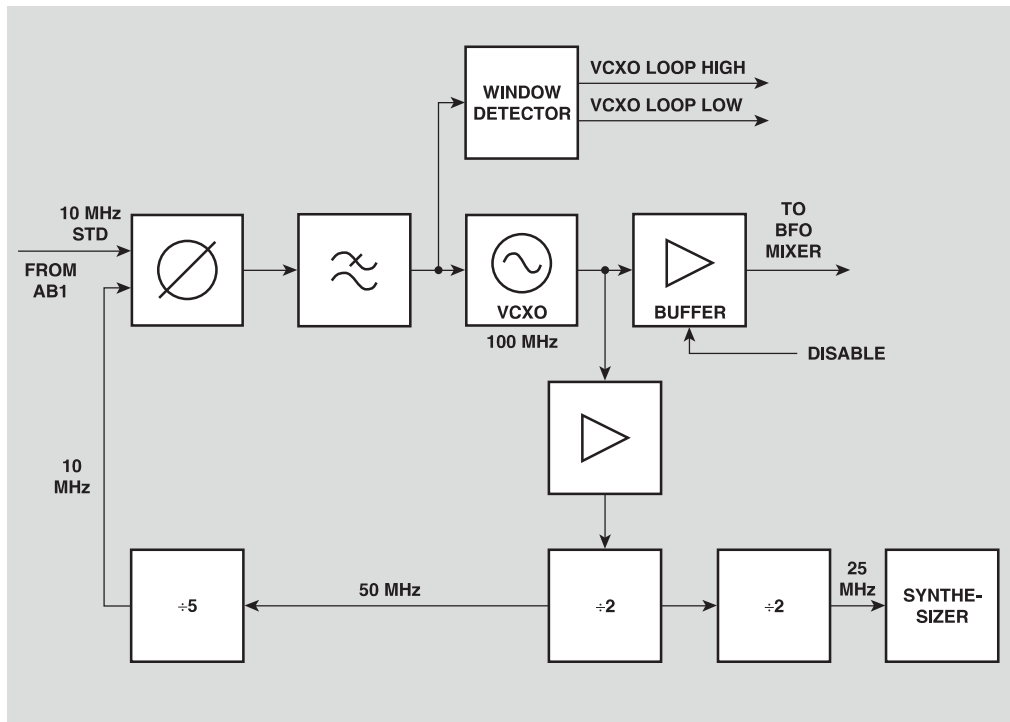 VCXO LOOP HIGH
WINDOW
DETECTOR
VCXO LOOP LOW
10 MHz
STD
FROM
AB1
VCXO
100 MHz
BUFFER
TO
BFO
MIXER
DISABLE
10
MHz
÷5
50 MHz
÷2
÷2
25
MHz
SYNTHE-
SIZER